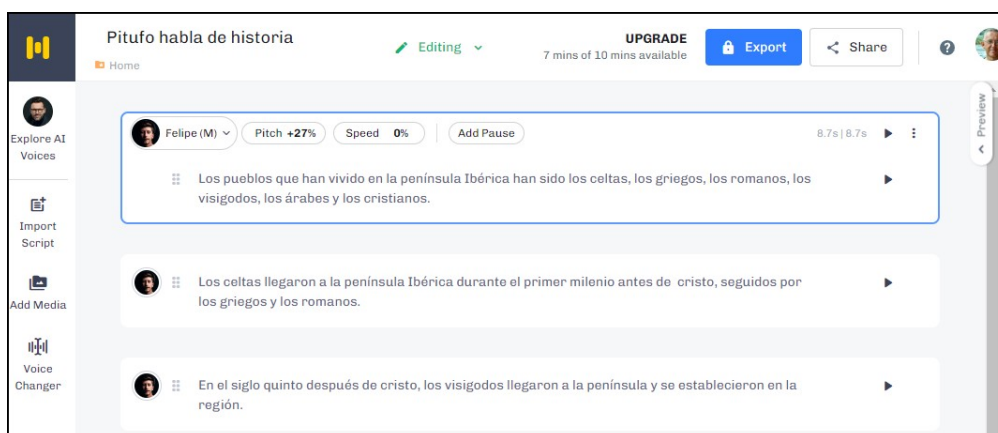 Pitufo habla de historia
Home
Editing
UPGRADE
7 mins of 10 mins available
Export
Share
?
Explore AI
Voices
Import
Script
Add Media
Voice
Changer
Preview
Felipe (M)
Pitch +27%
Speed 0%
Add Pause
8.7s | 8.7s
Los pueblos que han vivido en la península Ibérica han sido los celtas, los griegos, los romanos, los
visigodos, los árabes y los cristianos.
Los celtas llegaron a la península Ibérica durante el primer milenio antes de  cristo, seguidos por
los griegos y los romanos.
En el siglo quinto después de cristo, los visigodos llegaron a la península y se establecieron en la
región.